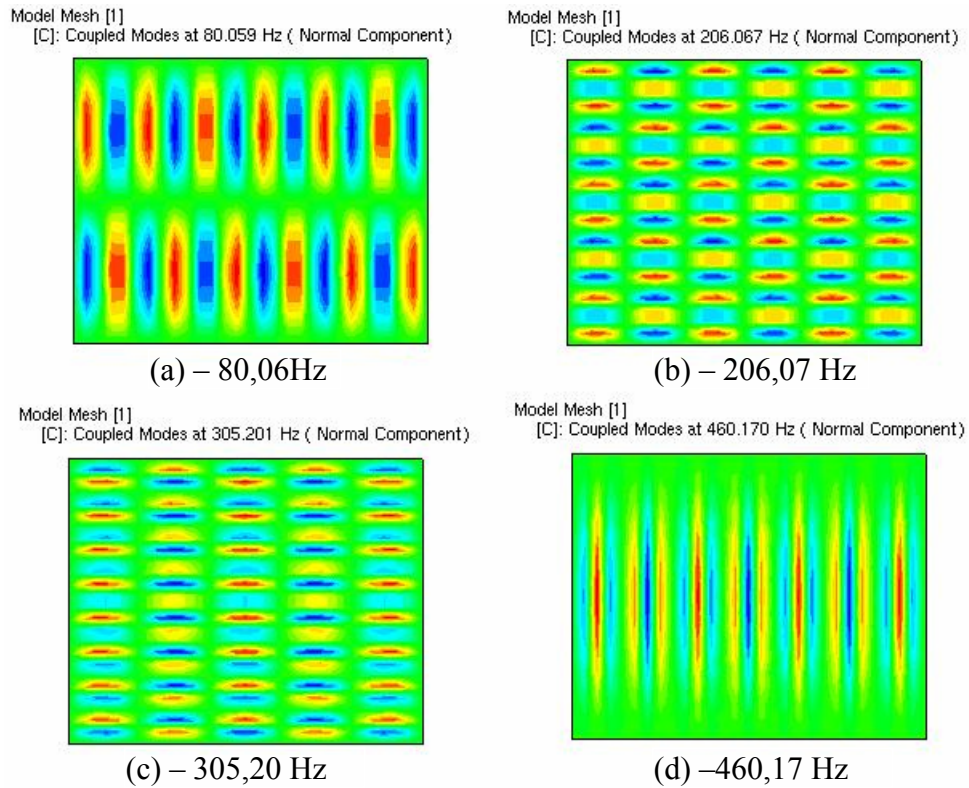 Model Mesh [1]
[C]: Coupled Modes at 80.059 Hz ( Normal Component)
(a) – 80,06Hz
Model Mesh [1]
[C]: Coupled Modes at 206.067 Hz ( Normal Component)
(b) – 206,07 Hz
Model Mesh [1]
[C]: Coupled Modes at 305.201 Hz ( Normal Component)
(c) – 305,20 Hz
Model Mesh [1]
[C]: Coupled Modes at 460.170 Hz ( Normal Component)
(d) –460,17 Hz